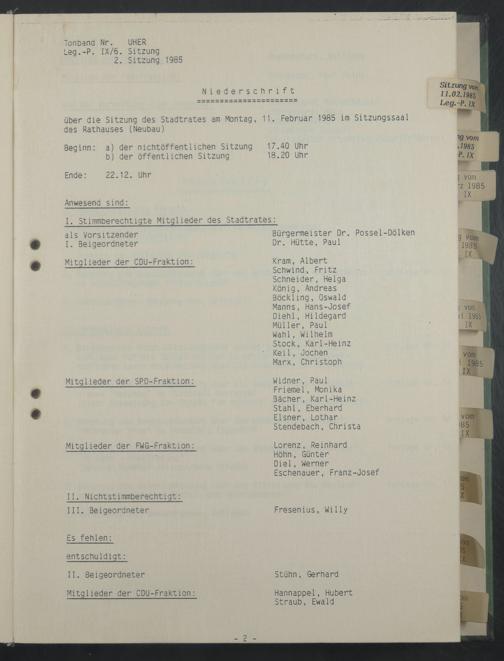 Tonband Nr. UHER
Leg.-P. IX/6. Sitzung
2. Sitzung 1985
Niederschrift
über die Sitzung des Stadtrates am Montag, 11. Februar 1985 im Sitzungssaal
des Rathauses (Neubau)
Beginn: a) der nichtöffentlichen Sitzung 17.40 Uhr
b) der öffentlichen Sitzung 18.20 Uhr
Ende: 22.12. Uhr
Anwesend sind:
I. Stimmberechtigte Mitglieder des Stadtrates:
als Vorsitzender Bürgermeister Dr. Possel-Dölken
I. Beigeordneter Dr. Hütte, Paul
Mitglieder der CDU-Fraktion: Kram, Albert
Schwind, Fritz
Schneider, Helga
König, Andreas
Böckling, Oswald
Manns, Hans-Josef
Diehl, Hildegard
Müller, Paul
Wahl, Wilhelm
Stock, Karl-Heinz
Keil, Jochen
Marx, Christoph
Mitglieder der SPD-Fraktion: Widner, Paul
Friemel, Monika
Bächer, Karl-Heinz
Stahl, Eberhard
Elsner, Lothar
Stendebach, Christa
Mitglieder der FWG-Fraktion: Lorenz, Reinhard
Höhn, Günter
Diel, Werner
Eschenauer, Franz-Josef
II. Nichtstimmberechtigt:
III. Beigeordneter Fresenius, Willy
Es fehlen:
entschuldigt:
II. Beigeordneter Stühn, Gerhard
Mitglieder der CDU-Fraktion: Hannappel, Hubert
Straub, Ewald
- 2 -
Sitzung vom
11.02.1985
Leg.-P. IX